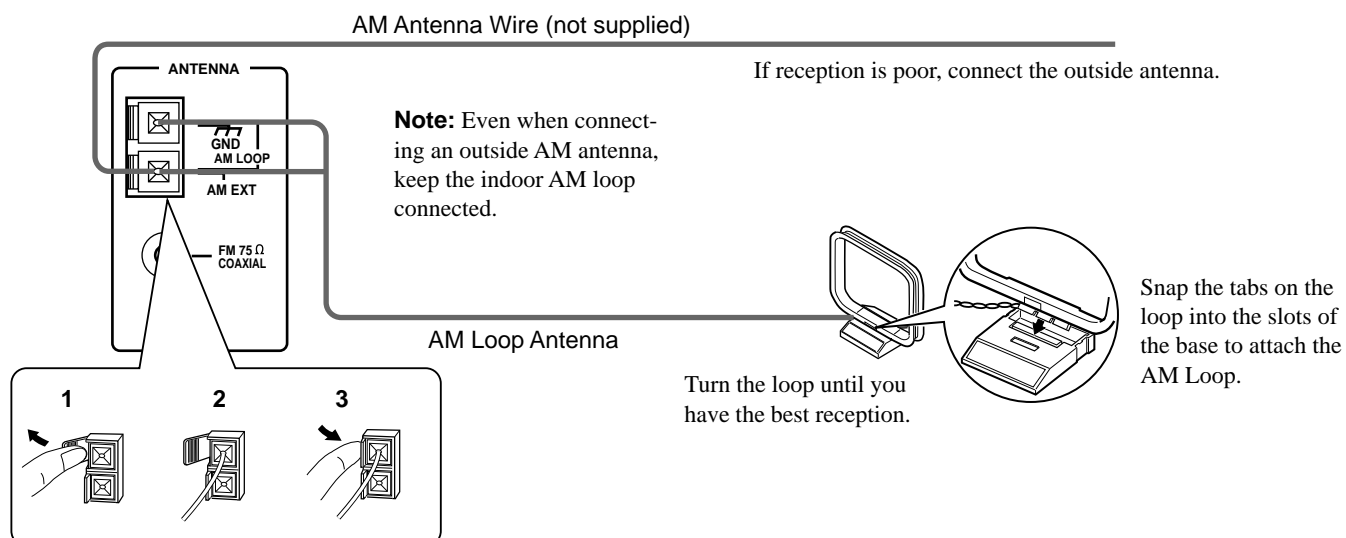 AM Antenna Wire (not supplied)
If reception is poor, connect the outside antenna.
ANTENNA
GND
AM LOOP
AM EXT
FM 75 Ω
COAXIAL
Note: Even when connect-
ing an outside AM antenna,
keep the indoor AM loop
connected.
AM Loop Antenna
Turn the loop until you
have the best reception.
Snap the tabs on the
loop into the slots of
the base to attach the
AM Loop.
1 2 3